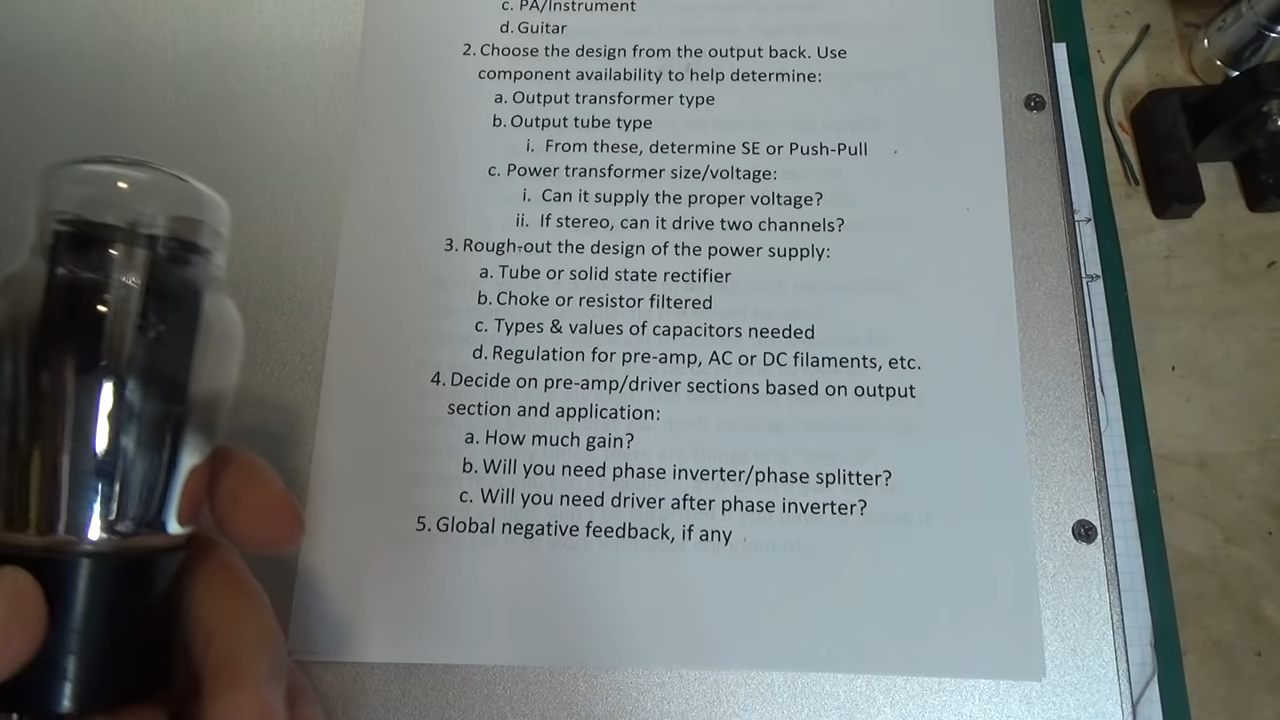 c. PA/Instrument
d. Guitar
2. Choose the design from the output back. Use
component availability to help determine:
a. Output transformer type
b. Output tube type
i. From these, determine SE or Push-Pull
c. Power transformer size/voltage:
i. Can it supply the proper voltage?
ii. If stereo, can it drive two channels?
3. Rough-out the design of the power supply:
a. Tube or solid state rectifier
b. Choke or resistor filtered
c. Types & values of capacitors needed
d. Regulation for pre-amp, AC or DC filaments, etc.
4. Decide on pre-amp/driver sections based on output
section and application:
a. How much gain?
b. Will you need phase inverter/phase splitter?
c. Will you need driver after phase inverter?
5. Global negative feedback, if any